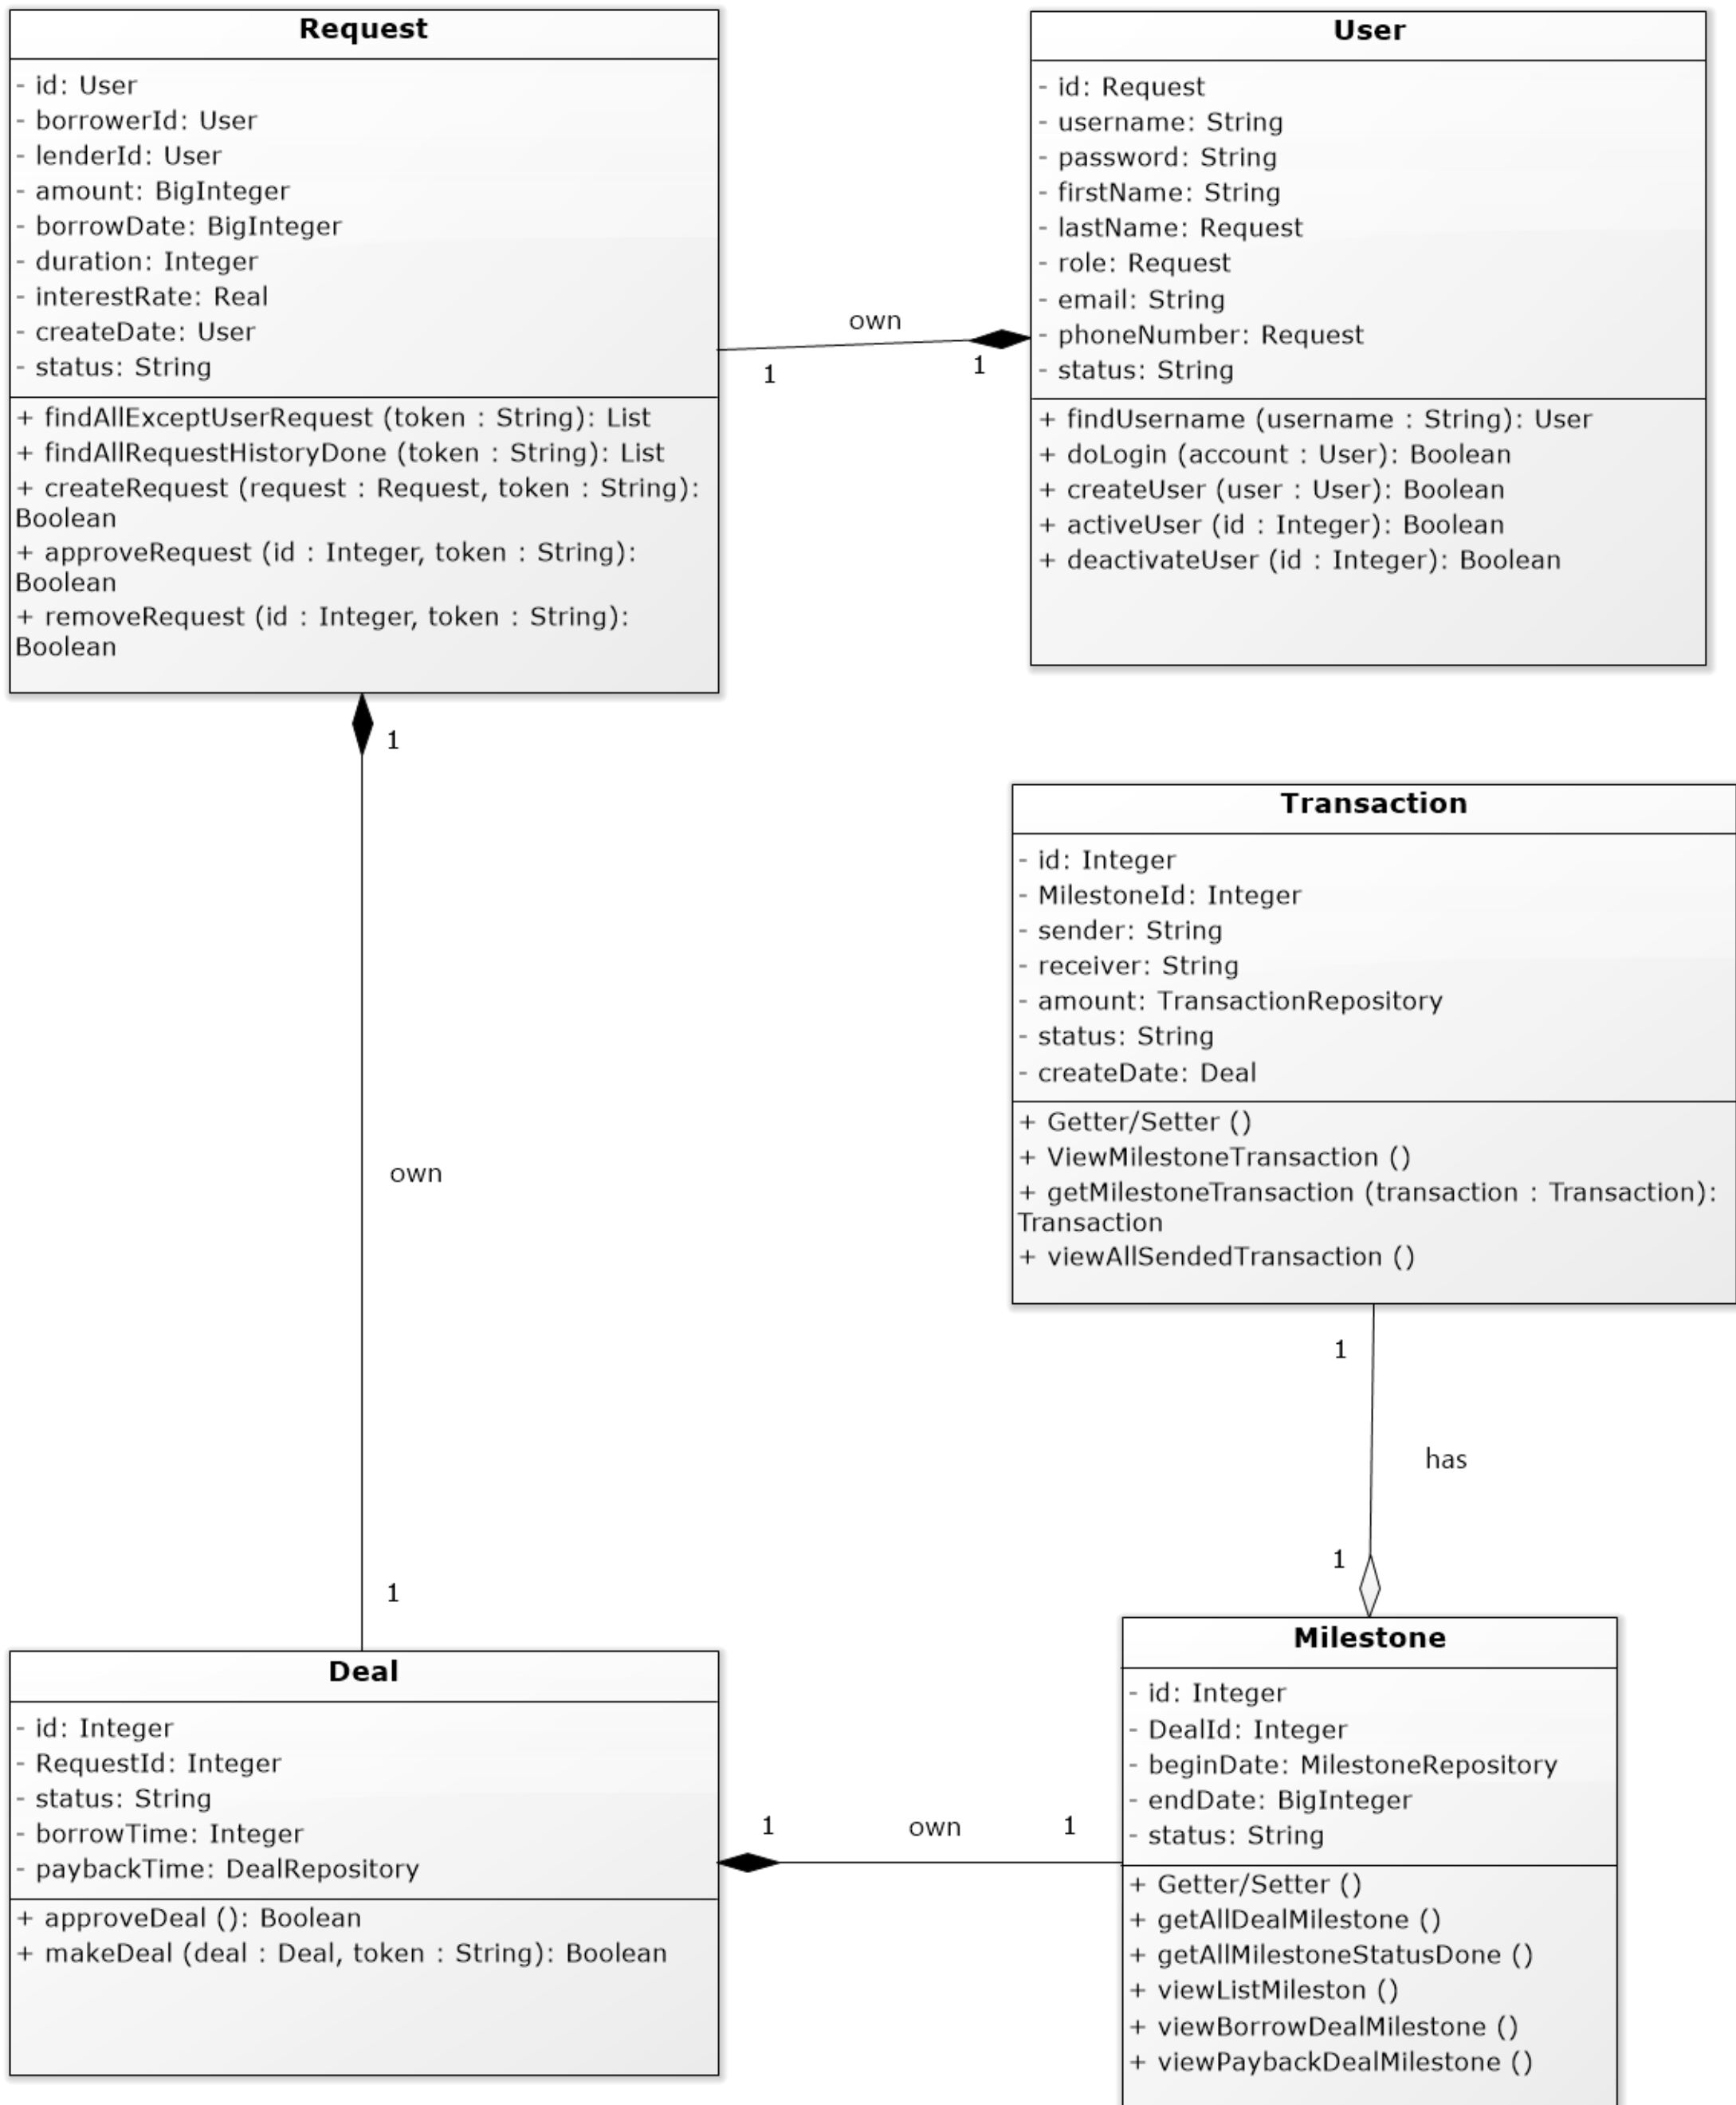 Request
- id: User
- borrowerId: User
- lenderId: User
- amount: BigInteger
- borrowDate: BigInteger
- duration: Integer
- interestRate: Real
- createDate: User
- status: String
+ findAllExceptUserRequest (token : String): List
+ findAllRequestHistoryDone (token : String): List
+ createRequest (request : Request, token : String):
Boolean
+ approveRequest (id : Integer, token : String):
Boolean
+ removeRequest (id : Integer, token : String):
Boolean
own
1
1
User
- id: Request
- username: String
- password: String
- firstName: String
- lastName: Request
- role: Request
- email: String
- phoneNumber: Request
- status: String
+ findUsername (username : String): User
+ doLogin (account : User): Boolean
+ createUser (user : User): Boolean
+ activeUser (id : Integer): Boolean
+ deactivateUser (id : Integer): Boolean
1
own
1
Transaction
- id: Integer
- MilestoneId: Integer
- sender: String
- receiver: String
- amount: TransactionRepository
- status: String
- createDate: Deal
+ Getter/Setter ()
+ ViewMilestoneTransaction ()
+ getMilestoneTransaction (transaction : Transaction):
Transaction
+ viewAllSendedTransaction ()
1
has
1
Deal
- id: Integer
- RequestId: Integer
- status: String
- borrowTime: Integer
- paybackTime: DealRepository
+ approveDeal (): Boolean
+ makeDeal (deal : Deal, token : String): Boolean
1
own
1
Milestone
- id: Integer
- DealId: Integer
- beginDate: MilestoneRepository
- endDate: BigInteger
- status: String
+ Getter/Setter ()
+ getAllDealMilestone ()
+ getAllMilestoneStatusDone ()
+ viewListMileston ()
+ viewBorrowDealMilestone ()
+ viewPaybackDealMilestone ()